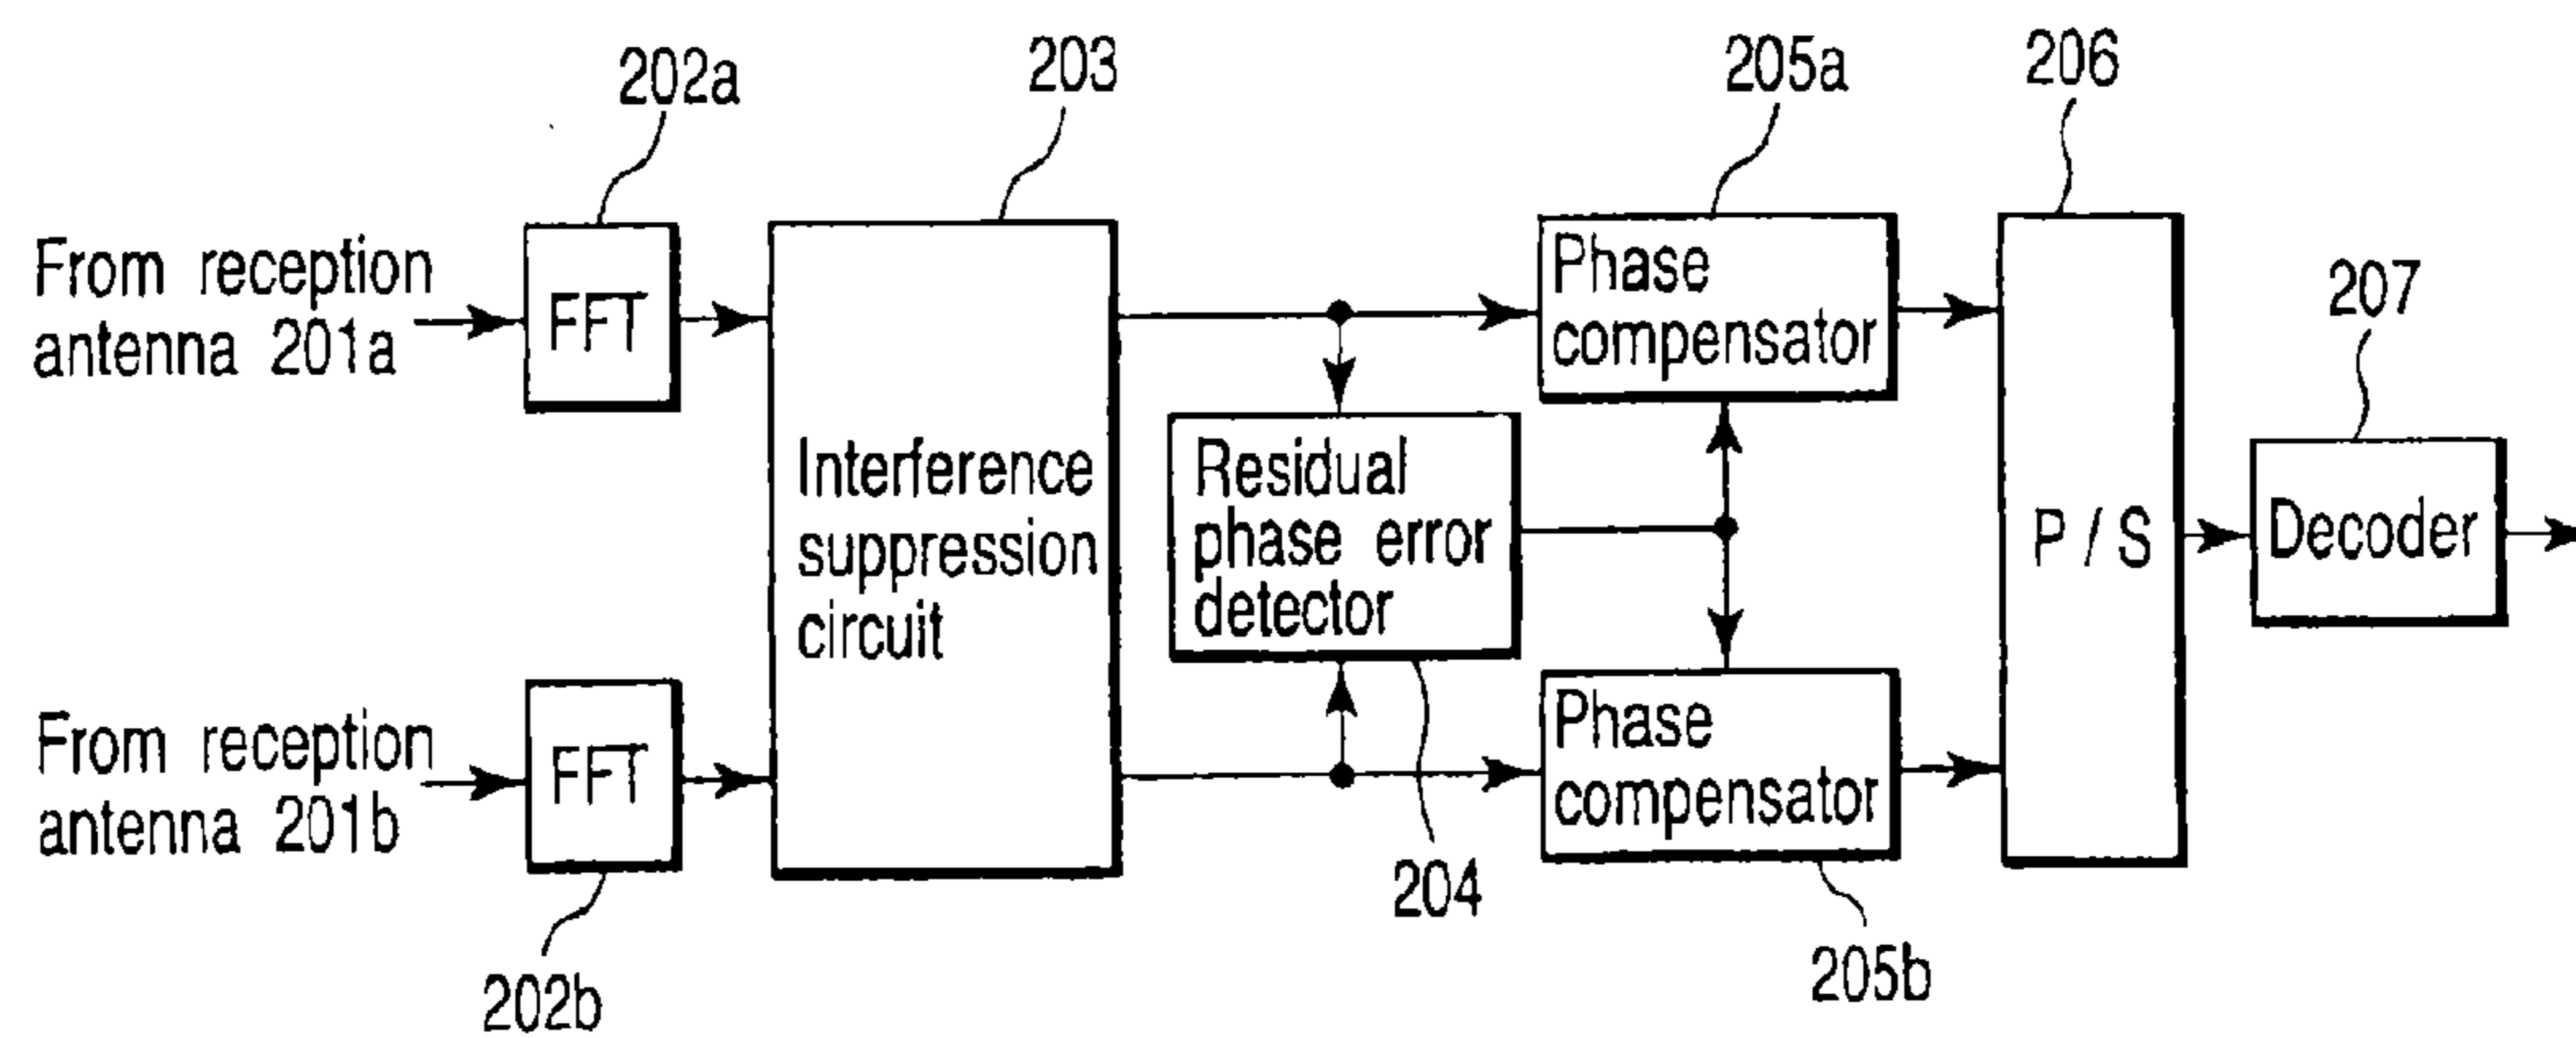 202a
203
205a
206
From reception
antenna 201a
FFT
Phase
compensator
207
Interference
suppression
circuit
Residual
phase error
detector
P / S
Decoder
From reception
antenna 201b
FFT
Phase
compensator
204
202b
205b